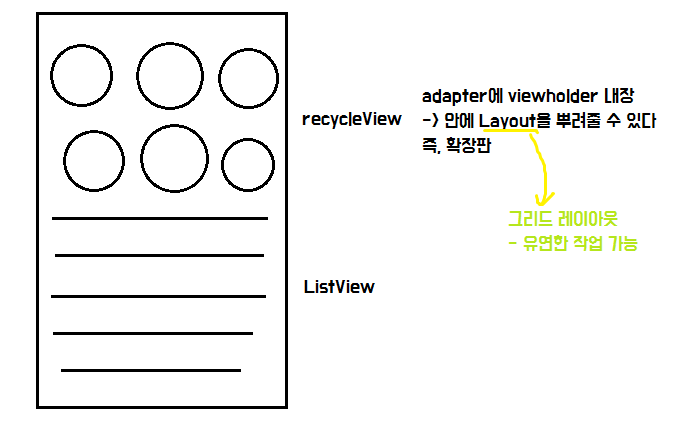 recycleView
adapter에 viewholder 내장
-> 안에 Layout을 뿌려줄 수 있다
즉, 확장판
그리드 레이아웃
- 유연한 작업 가능
ListView